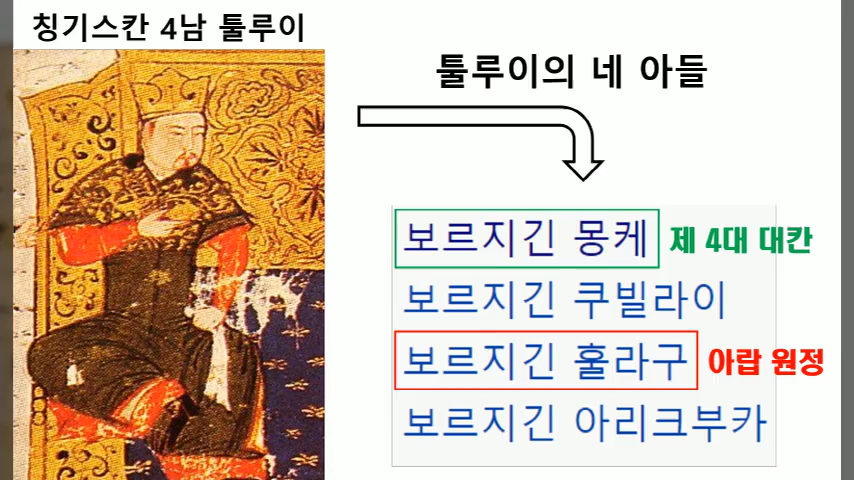 칭기스칸 4남 툴루이
툴루이의 네 아들
보르지긴 몽케 제 4대 대칸
보르지긴 쿠빌라이
보르지긴 훌라구 아랍 원정
보르지긴 아리크부카